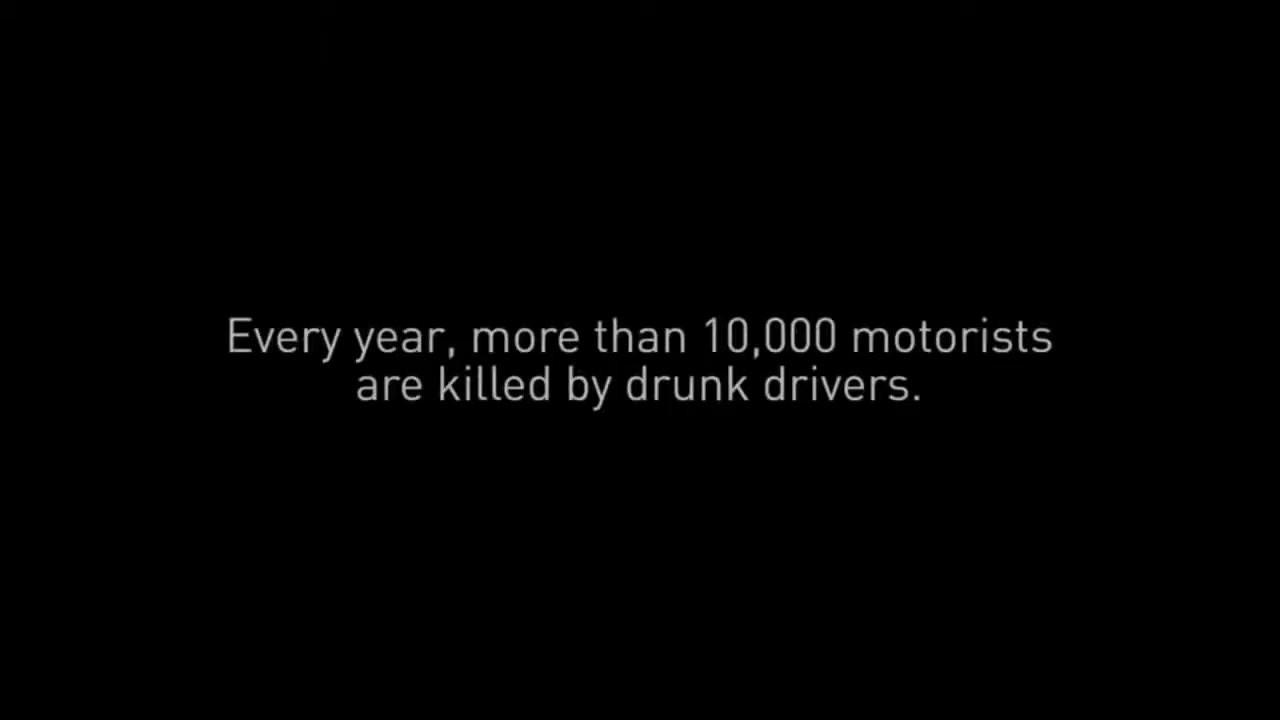 Every year, more than 10,000 motorists
are killed by drunk drivers.